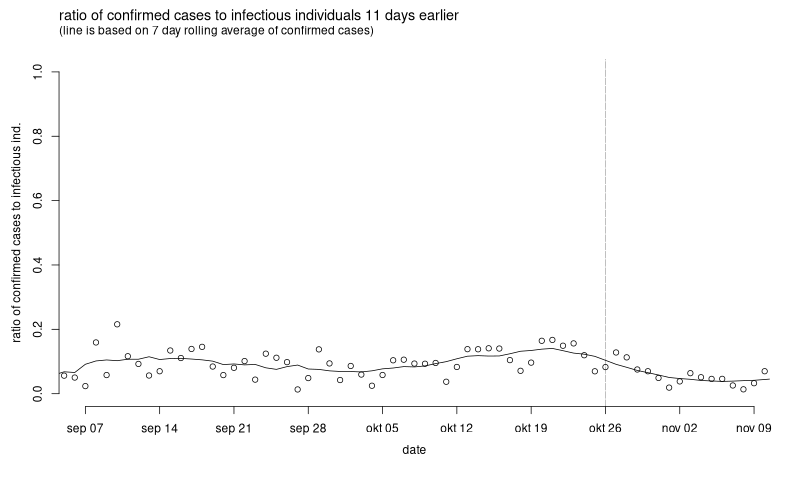 ratio of confirmed cases to infectious individuals 11 days earlier
(line is based on 7 day rolling average of confirmed cases)
ratio of confirmed cases to infectious ind.
1.0
0.8
0.6
0.4
0.2
0.0
sep 07 sep 14 sep 21 sep 28 okt 05 okt 12 okt 19 okt 26 nov 02 nov 09
date